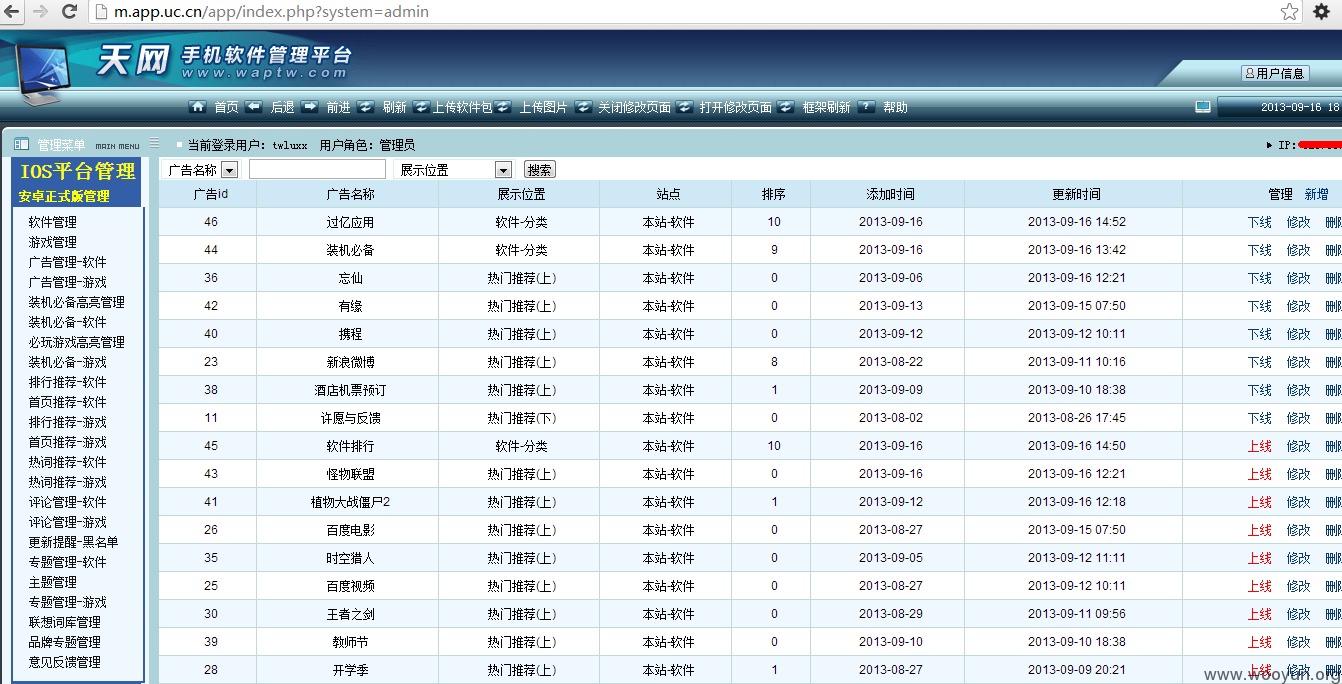 m.app.uc.cn/app/index.php?system=admin
天网 手机软件管理平台
www.waptw.com
用户信息
首页 后退 前进 刷新 上传软件包 上传图片 关闭修改页面 打开修改页面 框架刷新 帮助 2013-09-16 18
管理菜单 MAIN MENU 当前登录用户: twluxx 用户角色: 管理员 IP:
IOS平台管理
安卓正式版管理
软件管理
游戏管理
广告管理-软件
广告管理-游戏
装机必备高亮管理
装机必备-软件
必玩游戏高亮管理
装机必备-游戏
排行推荐-软件
首页推荐-软件
排行推荐-游戏
首页推荐-游戏
热词推荐-软件
热词推荐-游戏
评论管理-软件
评论管理-游戏
更新提醒-黑名单
专题管理-软件
主题管理
专题管理-游戏
联想词库管理
品牌专题管理
意见反馈管理
广告名称 展示位置 搜索
广告id 广告名称 展示位置 站点 排序 添加时间 更新时间 管理 新增
46 过亿应用 软件-分类 本站-软件 10 2013-09-16 2013-09-16 14:52 下线 修改 删
44 装机必备 软件-分类 本站-软件 9 2013-09-16 2013-09-16 13:42 下线 修改 删
36 忘仙 热门推荐(上) 本站-软件 0 2013-09-06 2013-09-16 12:21 下线 修改 删
42 有缘 热门推荐(上) 本站-软件 0 2013-09-13 2013-09-15 07:50 下线 修改 删
40 携程 热门推荐(上) 本站-软件 0 2013-09-12 2013-09-12 10:11 下线 修改 删
23 新浪微博 热门推荐(上) 本站-软件 8 2013-08-22 2013-09-11 10:16 下线 修改 删
38 酒店机票预订 热门推荐(上) 本站-软件 1 2013-09-09 2013-09-10 18:38 下线 修改 删
11 许愿与反馈 热门推荐(下) 本站-软件 0 2013-08-02 2013-08-26 17:45 下线 修改 删
45 软件排行 软件-分类 本站-软件 10 2013-09-16 2013-09-16 14:50 上线 修改 删
43 怪物联盟 热门推荐(上) 本站-软件 0 2013-09-16 2013-09-16 12:21 上线 修改 删
41 植物大战僵尸2 热门推荐(上) 本站-软件 1 2013-09-12 2013-09-16 12:18 上线 修改 删
26 百度电影 热门推荐(上) 本站-软件 0 2013-08-27 2013-09-15 07:50 上线 修改 删
35 时空猎人 热门推荐(上) 本站-软件 0 2013-09-05 2013-09-12 11:11 上线 修改 删
25 百度视频 热门推荐(上) 本站-软件 0 2013-08-27 2013-09-12 10:11 上线 修改 删
30 王者之剑 热门推荐(上) 本站-软件 0 2013-08-29 2013-09-11 09:56 上线 修改 删
39 教师节 热门推荐(上) 本站-软件 0 2013-09-10 2013-09-10 18:38 上线 修改 删
28 开学季 热门推荐(上) 本站-软件 1 2013-08-27 2013-09-09 20:21 上线 修改 删
www.wooyun.org